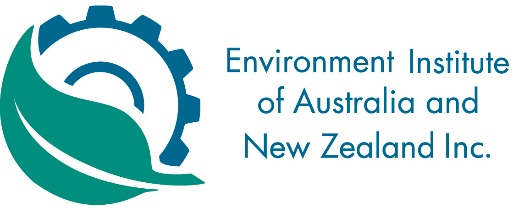 Environment Institute
of Australia and
New Zealand Inc.